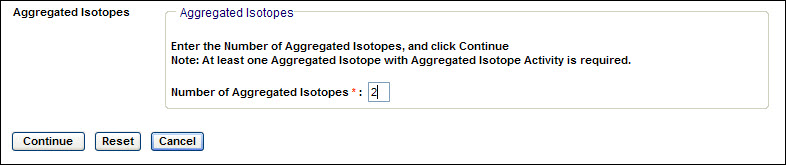 Aggregated Isotopes
Aggregated Isotopes
Enter the Number of Aggregated Isotopes, and click Continue
Note: At least one Aggregated Isotope with Aggregated Isotope Activity is required.
Number of Aggregated Isotopes * : 2
Continue Reset Cancel